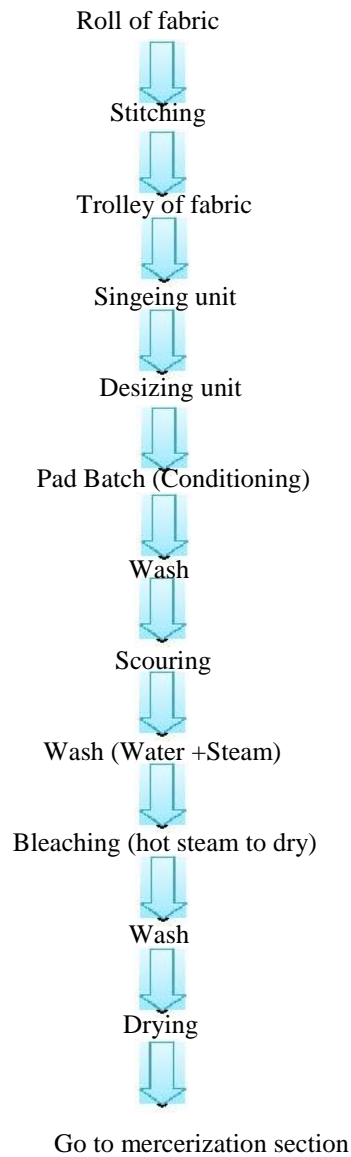 Roll of fabric
Stitching
Trolley of fabric
Singeing unit
Desizing unit
Pad Batch (Conditioning)
Wash
Scouring
Wash (Water +Steam)
Bleaching (hot steam to dry)
Wash
Drying
Go to mercerization section